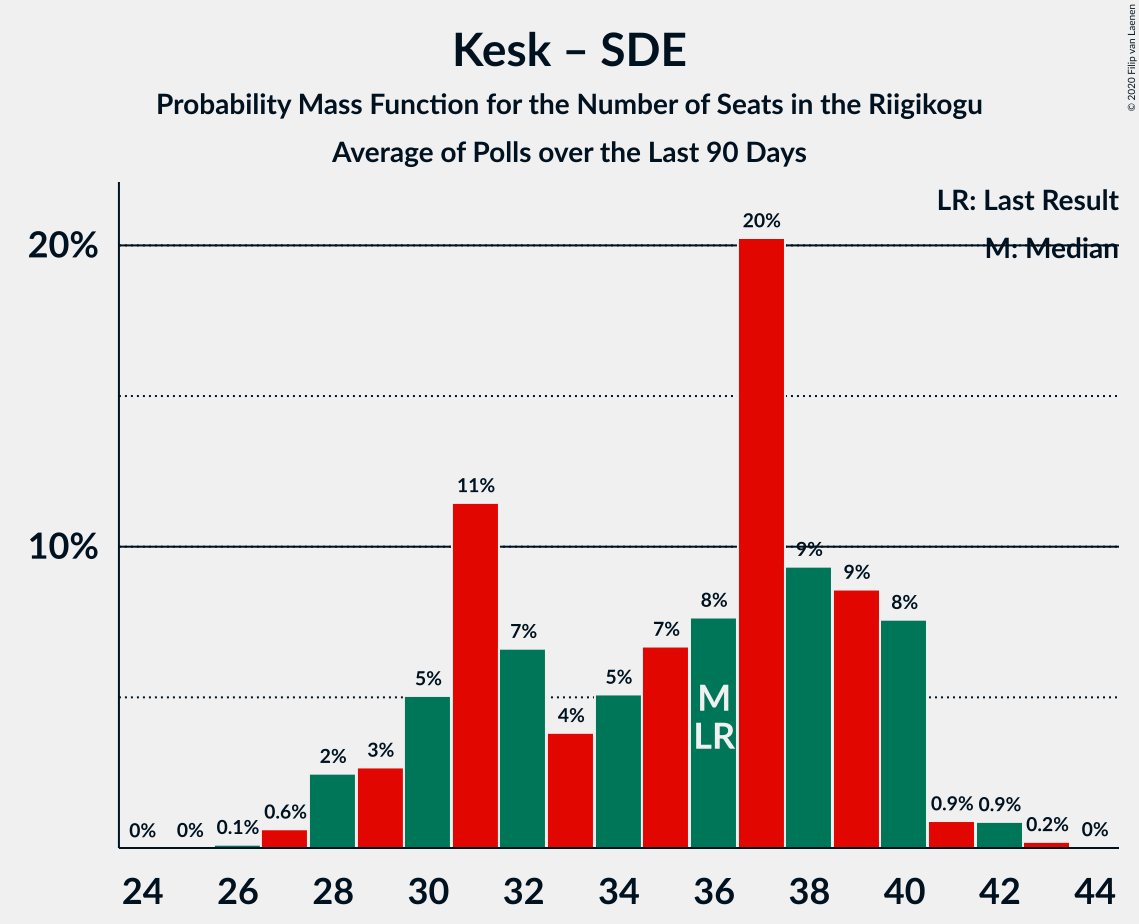 Kesk – SDE
Probability Mass Function for the Number of Seats in the Riigikogu
Average of Polls over the Last 90 Days
© 2020 Filip van Laenen
LR: Last Result
M: Median
20%
10%
0%
0%
0.1%
0.6%
2%
3%
5%
11%
7%
4%
5%
7%
8%
20%
9%
9%
8%
0.9%
0.9%
0.2%
0%
M
LR
24 26 28 30 32 34 36 38 40 42 44